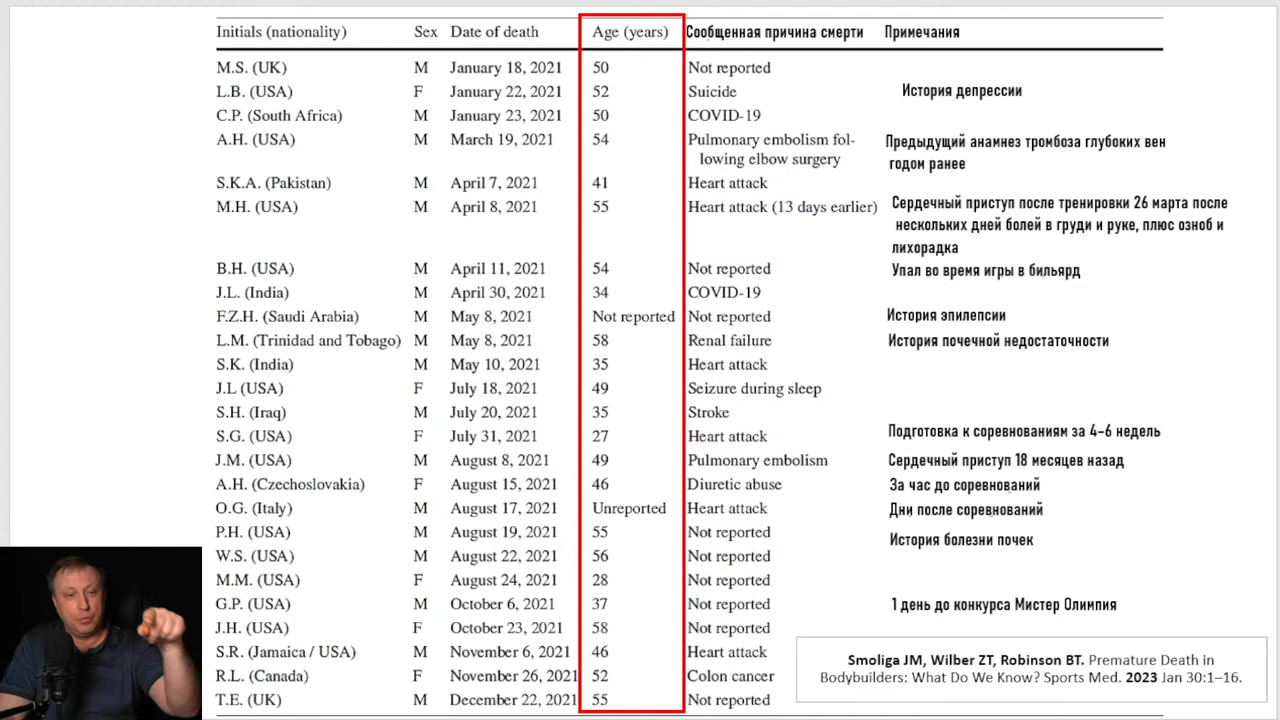 Initials (nationality) Sex Date of death Age (years) Сообщенная причина смерти Примечания
M.S. (UK) M January 18, 2021 50 Not reported
L.B. (USA) F January 22, 2021 52 Suicide История депрессии
C.P. (South Africa) M January 23, 2021 50 COVID-19
A.H. (USA) M March 19, 2021 54 Pulmonary embolism fol- Предыдущий анамнез тромбоза глубоких вен
lowing elbow surgery годом ранее
S.K.A. (Pakistan) M April 7, 2021 41 Heart attack
M.H. (USA) M April 8, 2021 55 Heart attack (13 days earlier) Сердечный приступ после тренировки 26 марта после
нескольких дней болей в груди и руке, плюс озноб и
лихорадка
B.H. (USA) M April 11, 2021 54 Not reported Упал во время игры в бильярд
J.L. (India) M April 30, 2021 34 COVID-19
F.Z.H. (Saudi Arabia) M May 8, 2021 Not reported Not reported История эпилепсии
L.M. (Trinidad and Tobago) M May 8, 2021 58 Renal failure История почечной недостаточности
S.K. (India) M May 10, 2021 35 Heart attack
J.L (USA) F July 18, 2021 49 Seizure during sleep
S.H. (Iraq) M July 20, 2021 35 Stroke
S.G. (USA) F July 31, 2021 27 Heart attack Подготовка к соревнованиям за 4-6 недель
J.M. (USA) M August 8, 2021 49 Pulmonary embolism Сердечный приступ 18 месяцев назад
A.H. (Czechoslovakia) F August 15, 2021 46 Diuretic abuse За час до соревнований
O.G. (Italy) M August 17, 2021 Unreported Heart attack Дни после соревнований
P.H. (USA) M August 19, 2021 55 Not reported История болезни почек
W.S. (USA) M August 22, 2021 56 Not reported
M.M. (USA) F August 24, 2021 28 Not reported
G.P. (USA) M October 6, 2021 37 Not reported 1 день до конкурса Мистер Олимпия
J.H. (USA) F October 23, 2021 58 Not reported
S.R. (Jamaica / USA) M November 6, 2021 46 Heart attack
R.L. (Canada) F November 26, 2021 52 Colon cancer
T.E. (UK) M December 22, 2021 55 Not reported
Smoliga JM, Wilber ZT, Robinson BT. Premature Death in
Bodybuilders: What Do We Know? Sports Med. 2023 Jan 30:1–16.